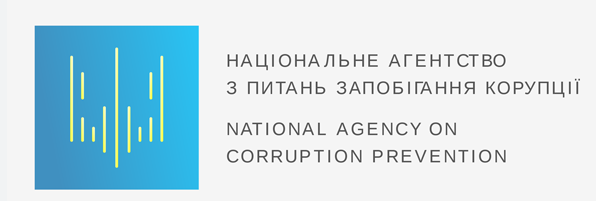 НАЦІОНАЛЬНЕ АГЕНТСТВО
З ПИТАНЬ ЗАПОБІГАННЯ КОРУПЦІЇ
NATIONAL AGENCY ON
CORRUPTION PREVENTION